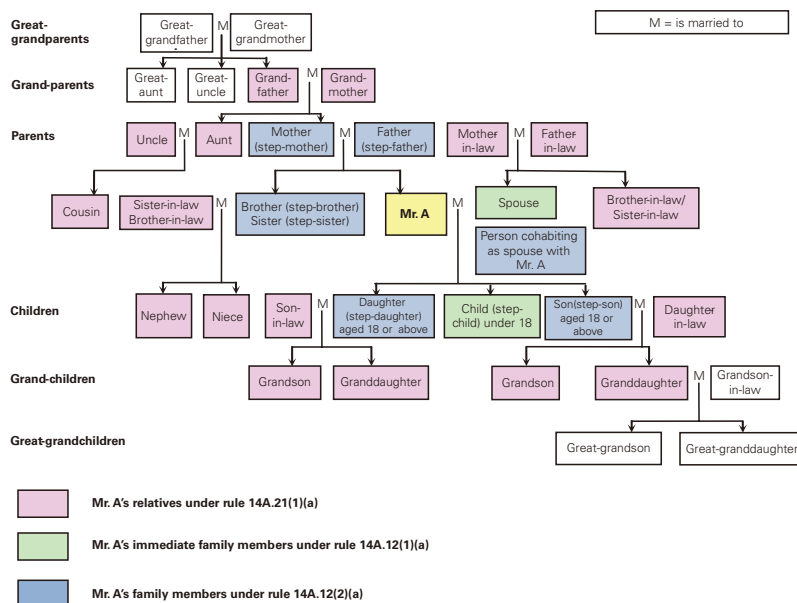 Great-
grandparents
Great-
grandfather
M
Great-
grandmother
M = is married to
Grand-parents
Great-
aunt
Great-
uncle
Grand-
father
M
Grand-
mother
Parents
Uncle
M
Aunt
Mother
(step-mother)
M
Father
(step-father)
Mother
in-law
M
Father
in-law
Cousin
Sister-in-law
Brother-in-law
M
Brother (step-brother)
Sister (step-sister)
Mr. A
M
Spouse
Brother-in-law/
Sister-in-law
Person cohabiting
as spouse with
Mr. A
Children
Nephew
Niece
Son-
in-law
M
Daughter
(step-daughter)
aged 18 or above
Child (step-
child) under 18
Son(step-son)
aged 18 or
above
M
Daughter
in-law
Grand-children
Grandson
Granddaughter
Grandson
Granddaughter
M
Grandson-
in-law
Great-grandchildren
Great-grandson
Great-granddaughter
Mr. A's relatives under rule 14A.21(1)(a)
Mr. A's immediate family members under rule 14A.12(1)(a)
Mr. A's family members under rule 14A.12(2)(a)